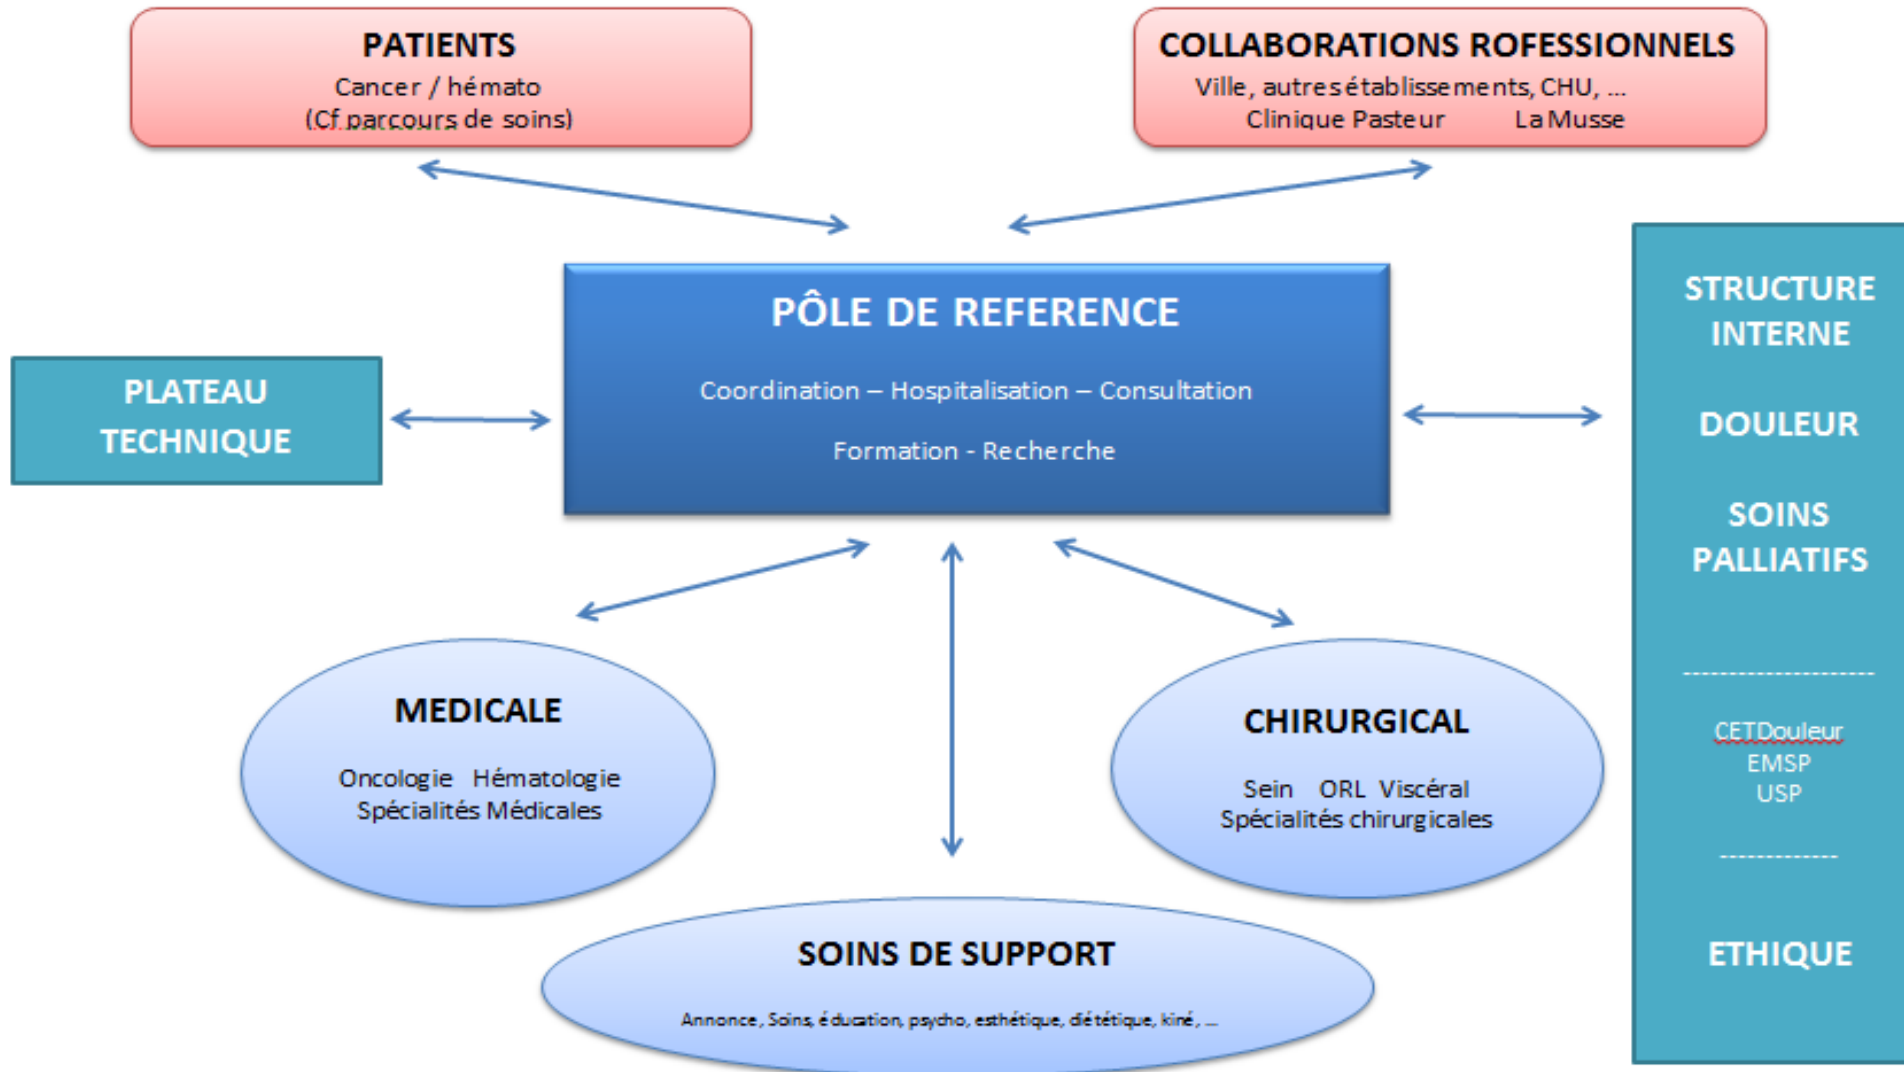 PATIENTS
Cancer / hémato
(Cf parcours de soins)
COLLABORATIONS ROFESSIONNELS
Ville, autres établissements, CHU, ...
Clinique Pasteur La Musse
PÔLE DE REFERENCE
Coordination – Hospitalisation – Consultation
Formation - Recherche
PLATEAU
TECHNIQUE
STRUCTURE
INTERNE
DOULEUR
SOINS
PALLIATIFS
---------------------
CETDouleur
EMSP
USP
-------------
ETHIQUE
MEDICALE
Oncologie Hématologie
Spécialités Médicales
CHIRURGICAL
Sein ORL Viscéral
Spécialités chirurgicales
SOINS DE SUPPORT
Annonce, Soins, éducation, psycho, esthétique, diététique, kiné, ...